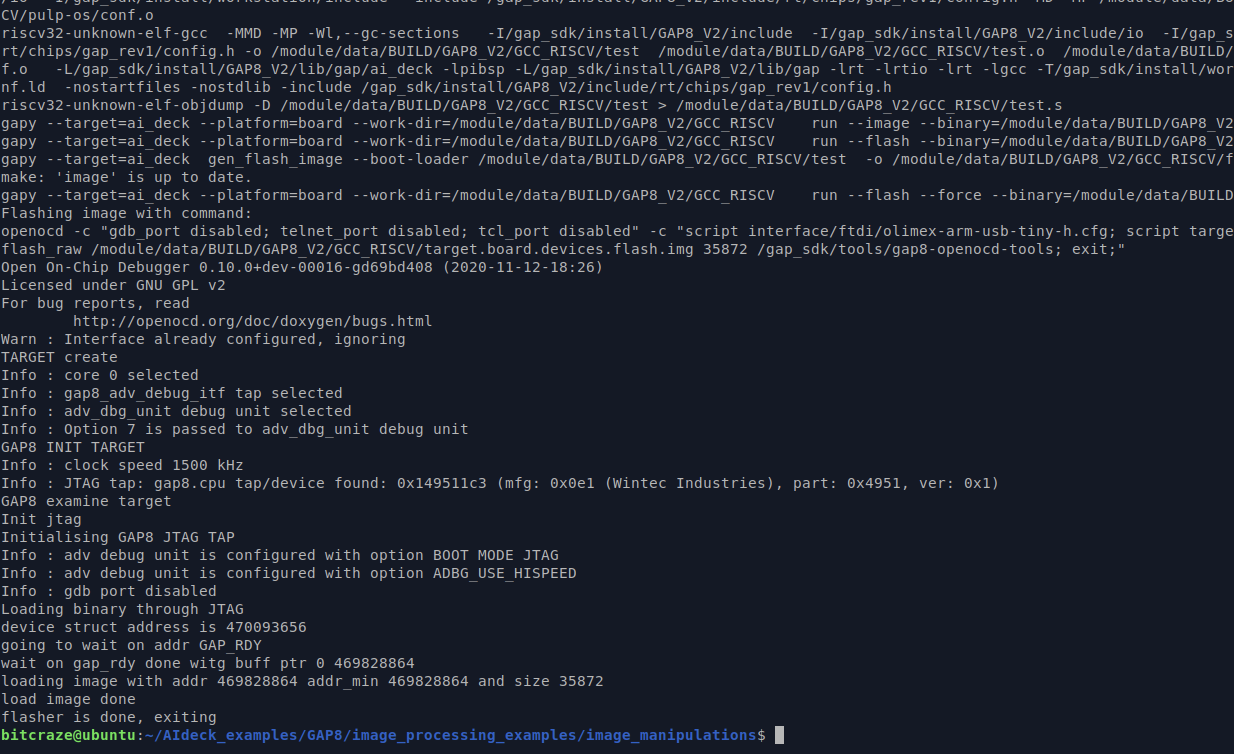 /io  -I/gap_sdk/install/workstation/include  -include /gap_sdk/install/GAP8_V2/include/rt/chips/gap_rev1/config.h -MD -MF /module/data/BU
CV/pulp-os/conf.o
riscv32-unknown-elf-gcc  -MMD -MP -Wl,--gc-sections   -I/gap_sdk/install/GAP8_V2/include  -I/gap_sdk/install/GAP8_V2/include/io  -I/gap_s
rt/chips/gap_rev1/config.h -o /module/data/BUILD/GAP8_V2/GCC_RISCV/test  /module/data/BUILD/GAP8_V2/GCC_RISCV/test.o  /module/data/BUILD/
f.o   -L/gap_sdk/install/GAP8_V2/lib/gap/ai_deck -lpibsp -L/gap_sdk/install/GAP8_V2/lib/gap -lrt -lrtio -lrt -lgcc -T/gap_sdk/install/wor
nf.ld  -nostartfiles -nostdlib -include /gap_sdk/install/GAP8_V2/include/rt/chips/gap_rev1/config.h
riscv32-unknown-elf-objdump -D /module/data/BUILD/GAP8_V2/GCC_RISCV/test > /module/data/BUILD/GAP8_V2/GCC_RISCV/test.s
gapy --target=ai_deck --platform=board --work-dir=/module/data/BUILD/GAP8_V2/GCC_RISCV    run --image --binary=/module/data/BUILD/GAP8_V2
gapy --target=ai_deck --platform=board --work-dir=/module/data/BUILD/GAP8_V2/GCC_RISCV    run --flash --binary=/module/data/BUILD/GAP8_V2
gapy --target=ai_deck  gen_flash_image --boot-loader /module/data/BUILD/GAP8_V2/GCC_RISCV/test  -o /module/data/BUILD/GAP8_V2/GCC_RISCV/f
make: 'image' is up to date.
gapy --target=ai_deck --platform=board --work-dir=/module/data/BUILD/GAP8_V2/GCC_RISCV    run --flash --force --binary=/module/data/BUILD
Flashing image with command:
openocd -c "gdb_port disabled; telnet_port disabled; tcl_port disabled" -c "script interface/ftdi/olimex-arm-usb-tiny-h.cfg; script targe
flash_raw /module/data/BUILD/GAP8_V2/GCC_RISCV/target.board.devices.flash.img 35872 /gap_sdk/tools/gap8-openocd-tools; exit;"
Open On-Chip Debugger 0.10.0+dev-00016-gd69bd408 (2020-11-12-18:26)
Licensed under GNU GPL v2
For bug reports, read
        http://openocd.org/doc/doxygen/bugs.html
Warn : Interface already configured, ignoring
TARGET create
Info : core 0 selected
Info : gap8_adv_debug_itf tap selected
Info : adv_dbg_unit debug unit selected
Info : Option 7 is passed to adv_dbg_unit debug unit
GAP8 INIT TARGET
Info : clock speed 1500 kHz
Info : JTAG tap: gap8.cpu tap/device found: 0x149511c3 (mfg: 0x0e1 (Wintec Industries), part: 0x4951, ver: 0x1)
GAP8 examine target
Init jtag
Initialising GAP8 JTAG TAP
Info : adv debug unit is configured with option BOOT MODE JTAG
Info : adv debug unit is configured with option ADBG_USE_HISPEED
Info : gdb port disabled
Loading binary through JTAG
device struct address is 470093656
going to wait on addr GAP_RDY
wait on gap_rdy done witg buff ptr 0 469828864
loading image with addr 469828864 addr_min 469828864 and size 35872
load image done
flasher is done, exiting
bitcraze@ubuntu:~/AIdeck_examples/GAP8/image_processing_examples/image_manipulations$